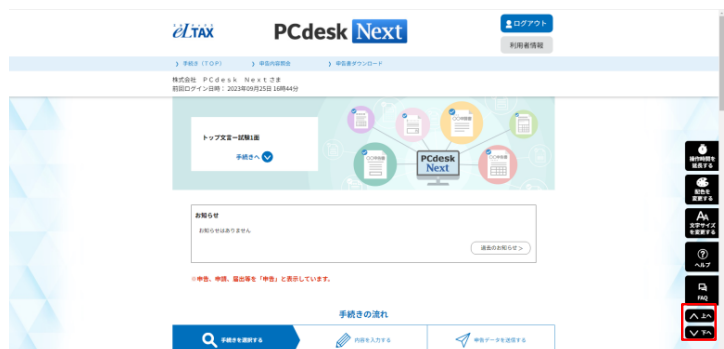 eLTAX
PCdesk Next
ログアウト
利用者情報
手続き（TOP）
申告内容照会
申告書ダウンロード
株式会社 PCdesk Nextさま
前回ログイン日時：2023年09月25日 16時44分
トップ文言ー試験1面
手続きへ
PCdesk
Next
お知らせ
お知らせはありません
過去のお知らせ＞
※申告、申請、届出等を「申告」と表示しています。
手続きの流れ
手続きを選択する
内容を入力する
申告データを送信する
操作時間を
延長する
配色を
変更する
文字サイズ
を変更する
ヘルプ
FAQ
上へ
下へ